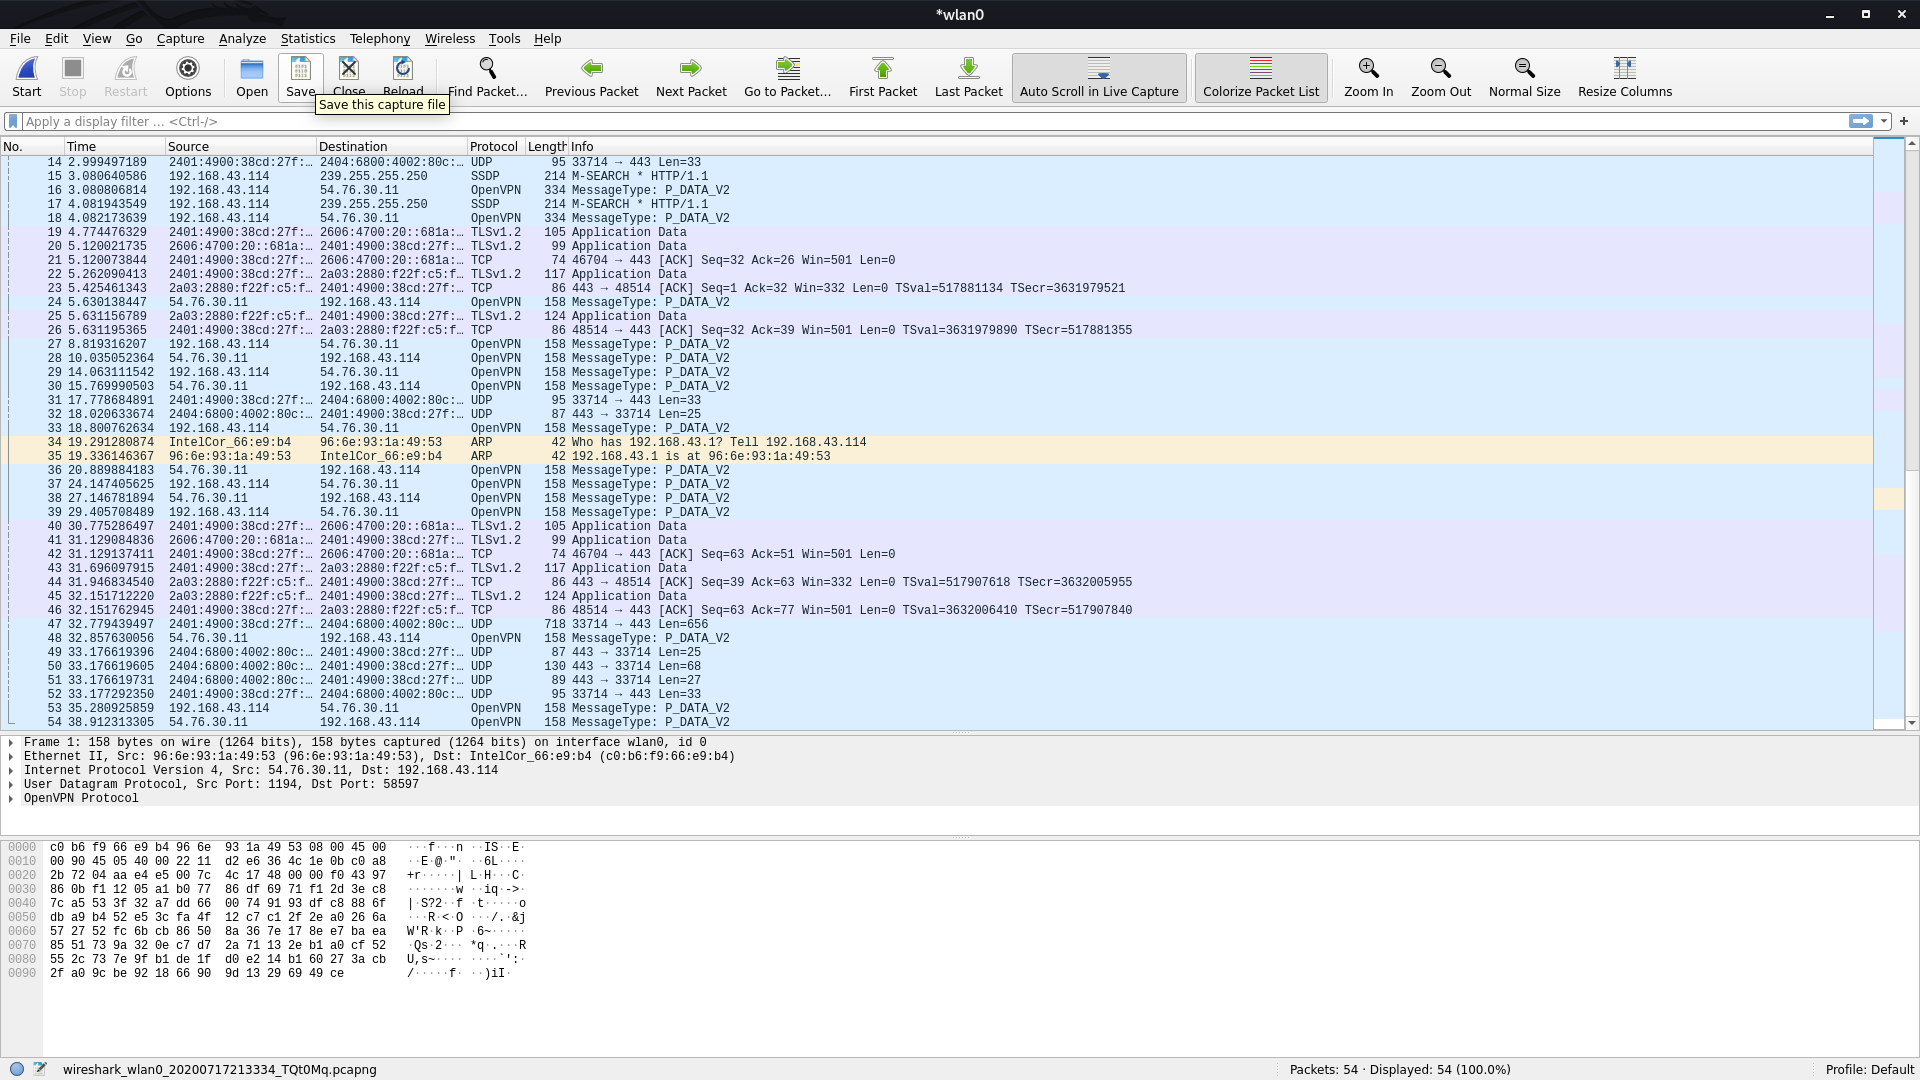 *wlan0
File Edit View Go Capture Analyze Statistics Telephony Wireless Tools Help
Start Stop Restart Options Open Save Close Reload Find Packet... Previous Packet Next Packet Go to Packet... First Packet Last Packet Auto Scroll in Live Capture Colorize Packet List Zoom In Zoom Out Normal Size Resize Columns
Save this capture file
Apply a display filter ... <Ctrl-/>
No. Time Source Destination Protocol Length Info
14 2.999497189 2401:4900:38cd:27f:… 2404:6800:4002:80c:… UDP 95 33714 → 443 Len=33
15 3.080640586 192.168.43.114 239.255.255.250 SSDP 214 M-SEARCH * HTTP/1.1
16 3.080806814 192.168.43.114 54.76.30.11 OpenVPN 334 MessageType: P_DATA_V2
17 4.081943549 192.168.43.114 239.255.255.250 SSDP 214 M-SEARCH * HTTP/1.1
18 4.082173639 192.168.43.114 54.76.30.11 OpenVPN 334 MessageType: P_DATA_V2
19 4.774476329 2401:4900:38cd:27f:… 2606:4700:20::681a:… TLSv1.2 105 Application Data
20 5.120021735 2606:4700:20::681a:… 2401:4900:38cd:27f:… TLSv1.2 99 Application Data
21 5.120073844 2401:4900:38cd:27f:… 2606:4700:20::681a:… TCP 74 46704 → 443 [ACK] Seq=32 Ack=26 Win=501 Len=0
22 5.262090413 2401:4900:38cd:27f:… 2a03:2880:f22f:c5:f… TLSv1.2 117 Application Data
23 5.425461343 2a03:2880:f22f:c5:f… 2401:4900:38cd:27f:… TCP 86 443 → 48514 [ACK] Seq=1 Ack=32 Win=332 Len=0 TSval=517881134 TSecr=3631979521
24 5.630138447 54.76.30.11 192.168.43.114 OpenVPN 158 MessageType: P_DATA_V2
25 5.631156789 2a03:2880:f22f:c5:f… 2401:4900:38cd:27f:… TLSv1.2 124 Application Data
26 5.631195365 2401:4900:38cd:27f:… 2a03:2880:f22f:c5:f… TCP 86 48514 → 443 [ACK] Seq=32 Ack=39 Win=501 Len=0 TSval=3631979890 TSecr=517881355
27 8.819316207 192.168.43.114 54.76.30.11 OpenVPN 158 MessageType: P_DATA_V2
28 10.035052364 54.76.30.11 192.168.43.114 OpenVPN 158 MessageType: P_DATA_V2
29 14.063111542 192.168.43.114 54.76.30.11 OpenVPN 158 MessageType: P_DATA_V2
30 15.769990503 54.76.30.11 192.168.43.114 OpenVPN 158 MessageType: P_DATA_V2
31 17.778684891 2401:4900:38cd:27f:… 2404:6800:4002:80c:… UDP 95 33714 → 443 Len=33
32 18.020633674 2404:6800:4002:80c:… 2401:4900:38cd:27f:… UDP 87 443 → 33714 Len=25
33 18.800762634 192.168.43.114 54.76.30.11 OpenVPN 158 MessageType: P_DATA_V2
34 19.291280874 IntelCor_66:e9:b4 96:6e:93:1a:49:53 ARP 42 Who has 192.168.43.1? Tell 192.168.43.114
35 19.336146367 96:6e:93:1a:49:53 IntelCor_66:e9:b4 ARP 42 192.168.43.1 is at 96:6e:93:1a:49:53
36 20.889884183 54.76.30.11 192.168.43.114 OpenVPN 158 MessageType: P_DATA_V2
37 24.147405625 192.168.43.114 54.76.30.11 OpenVPN 158 MessageType: P_DATA_V2
38 27.146781894 54.76.30.11 192.168.43.114 OpenVPN 158 MessageType: P_DATA_V2
39 29.405708489 192.168.43.114 54.76.30.11 OpenVPN 158 MessageType: P_DATA_V2
40 30.775286497 2401:4900:38cd:27f:… 2606:4700:20::681a:… TLSv1.2 105 Application Data
41 31.129084836 2606:4700:20::681a:… 2401:4900:38cd:27f:… TLSv1.2 99 Application Data
42 31.129137411 2401:4900:38cd:27f:… 2606:4700:20::681a:… TCP 74 46704 → 443 [ACK] Seq=63 Ack=51 Win=501 Len=0
43 31.696097915 2401:4900:38cd:27f:… 2a03:2880:f22f:c5:f… TLSv1.2 117 Application Data
44 31.946834540 2a03:2880:f22f:c5:f… 2401:4900:38cd:27f:… TCP 86 443 → 48514 [ACK] Seq=39 Ack=63 Win=332 Len=0 TSval=517907618 TSecr=3632005955
45 32.151712220 2a03:2880:f22f:c5:f… 2401:4900:38cd:27f:… TLSv1.2 124 Application Data
46 32.151762945 2401:4900:38cd:27f:… 2a03:2880:f22f:c5:f… TCP 86 48514 → 443 [ACK] Seq=63 Ack=77 Win=501 Len=0 TSval=3632006410 TSecr=517907840
47 32.779439497 2401:4900:38cd:27f:… 2404:6800:4002:80c:… UDP 718 33714 → 443 Len=656
48 32.857630056 54.76.30.11 192.168.43.114 OpenVPN 158 MessageType: P_DATA_V2
49 33.176619396 2404:6800:4002:80c:… 2401:4900:38cd:27f:… UDP 87 443 → 33714 Len=25
50 33.176619605 2404:6800:4002:80c:… 2401:4900:38cd:27f:… UDP 130 443 → 33714 Len=68
51 33.176619731 2404:6800:4002:80c:… 2401:4900:38cd:27f:… UDP 89 443 → 33714 Len=27
52 33.177292350 2401:4900:38cd:27f:… 2404:6800:4002:80c:… UDP 95 33714 → 443 Len=33
53 35.280925859 192.168.43.114 54.76.30.11 OpenVPN 158 MessageType: P_DATA_V2
54 38.912313305 54.76.30.11 192.168.43.114 OpenVPN 158 MessageType: P_DATA_V2
Frame 1: 158 bytes on wire (1264 bits), 158 bytes captured (1264 bits) on interface wlan0, id 0
Ethernet II, Src: 96:6e:93:1a:49:53 (96:6e:93:1a:49:53), Dst: IntelCor_66:e9:b4 (c0:b6:f9:66:e9:b4)
Internet Protocol Version 4, Src: 54.76.30.11, Dst: 192.168.43.114
User Datagram Protocol, Src Port: 1194, Dst Port: 58597
OpenVPN Protocol
0000 c0 b6 f9 66 e9 b4 96 6e 93 1a 49 53 08 00 45 00 ···f···n ··IS··E·
0010 00 90 45 05 40 00 22 11 d2 e6 36 4c 1e 0b c0 a8 ··E·@·"· ··6L····
0020 2b 72 04 aa e4 e5 00 7c 4c 17 48 00 00 f0 43 97 +r·····| L·H···C·
0030 86 0b f1 12 05 a1 b0 77 86 df 69 71 f1 2d 3e c8 ·······w ··iq·->·
0040 7c a5 53 3f 32 a7 dd 66 00 74 91 93 df c8 88 6f |·S?2··f ·t·····o
0050 db a9 b4 52 e5 3c fa 4f 12 c7 c1 2f 2e a0 26 6a ···R·<·O ···/.·&j
0060 57 27 52 fc 6b cb 86 50 8a 36 7e 17 8e e7 ba ea W'R·k··P ·6~·····
0070 85 51 73 9a 32 0e c7 d7 2a 71 13 2e b1 a0 cf 52 ·Qs·2··· *q·.···R
0080 55 2c 73 7e 9f b1 de 1f d0 e2 14 b1 60 27 3a cb U,s~···· ····`':·
0090 2f a0 9c be 92 18 66 90 9d 13 29 69 49 ce /·····f· ··)iI·
wireshark_wlan0_20200717213334_TQt0Mq.pcapng Packets: 54 · Displayed: 54 (100.0%) Profile: Default